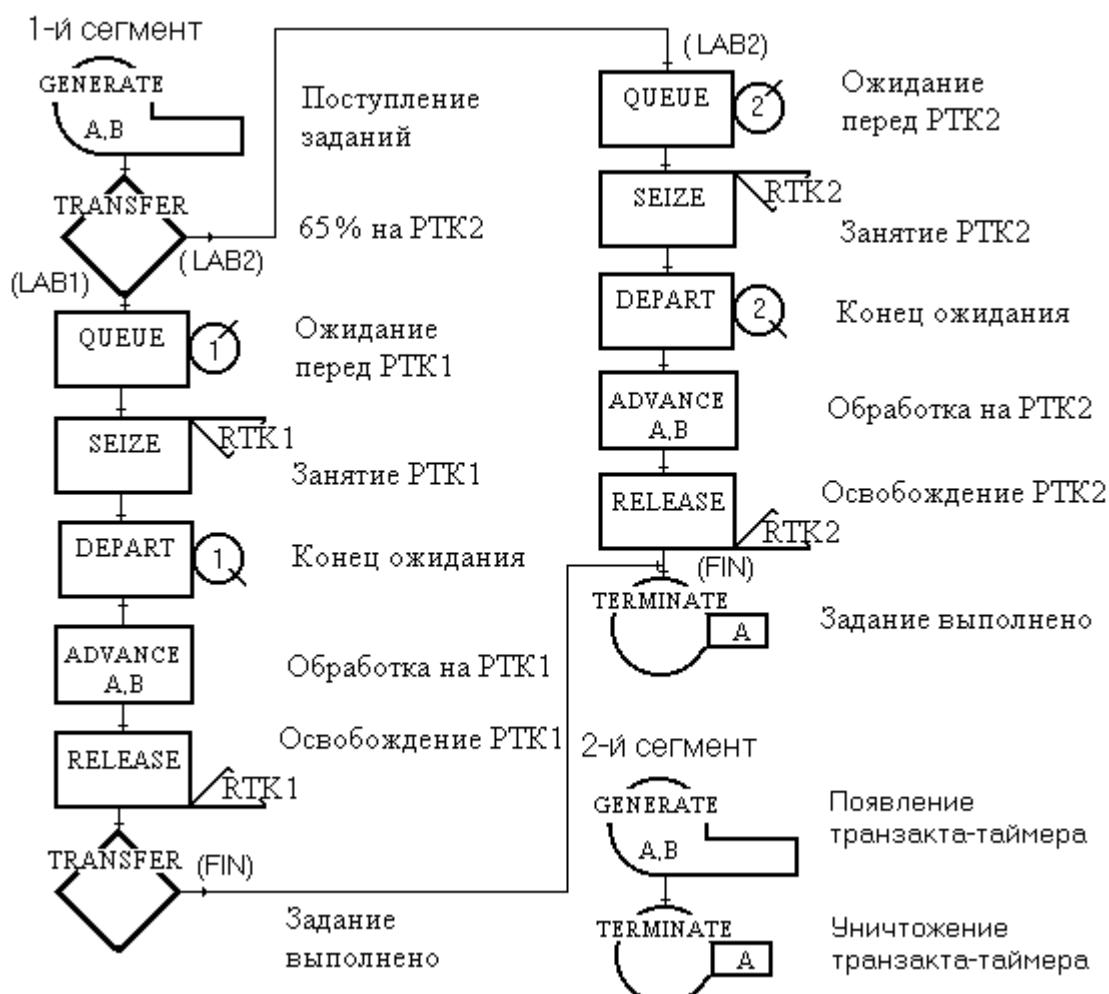 1-й сегмент
GENERATE
A,B
Поступление
заданий
TRANSFER
65% на РТК2
(LAB1)
(LAB2)
QUEUE
1
Ожидание
перед РТК1
SEIZE
RTK1
Занятие РТК1
DEPART
1
Конец ожидания
ADVANCE
A,B
Обработка на РТК1
RELEASE
RTK1
Освобождение РТК1
TRANSFER
(FIN)
Задание
выполнено
(LAB2)
QUEUE
2
Ожидание
перед РТК2
SEIZE
RTK2
Занятие РТК2
DEPART
2
Конец ожидания
ADVANCE
A,B
Обработка на РТК2
RELEASE
RTK2
Освобождение РТК2
(FIN)
TERMINATE
A
Задание выполнено
2-й сегмент
GENERATE
A,B
Появление
транзакта-таймера
TERMINATE
A
Уничтожение
транзакта-таймера